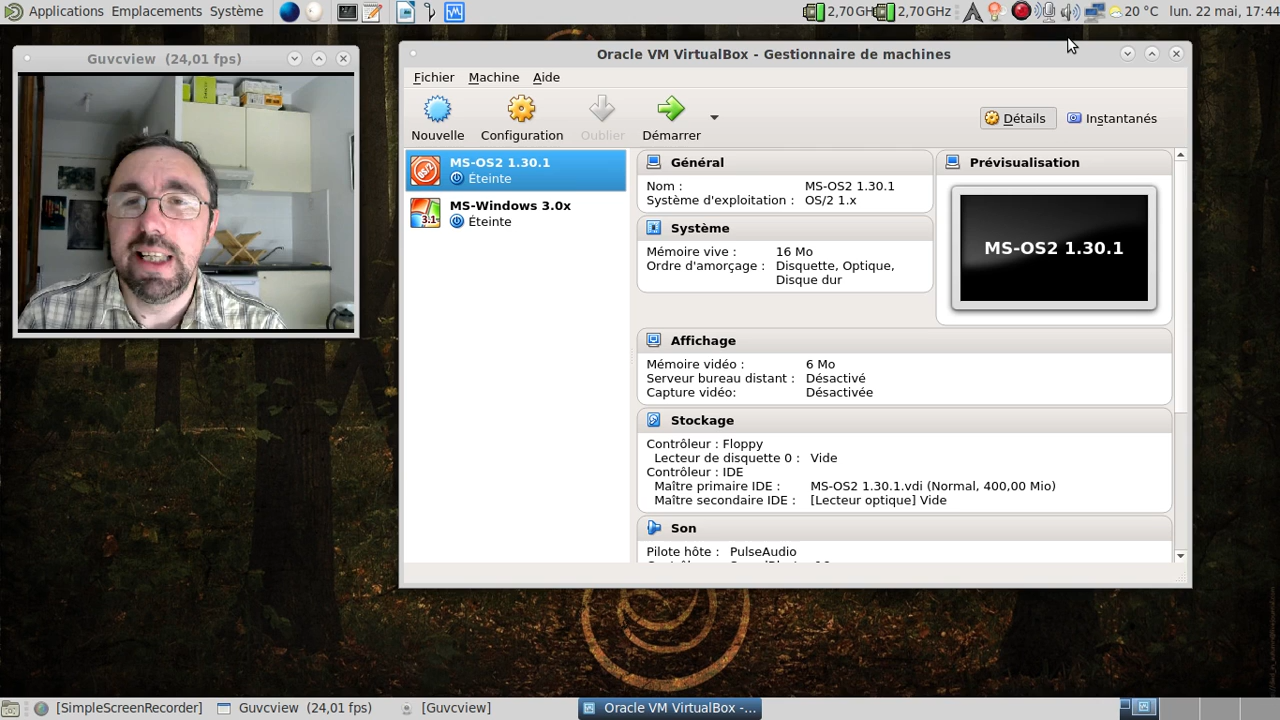 Applications Emplacements Système 2,70 GH 2,70 GHz 20 °C lun. 22 mai, 17:44
Guvcview (24,01 fps)
Oracle VM VirtualBox - Gestionnaire de machines
Fichier Machine Aide
Nouvelle Configuration Oublier Démarrer Détails Instantanés
MS-OS2 1.30.1
Éteinte
MS-Windows 3.0x
Éteinte
OS/2
3.1
Général
Nom : MS-OS2 1.30.1
Système d'exploitation : OS/2 1.x
Système
Mémoire vive : 16 Mo
Ordre d'amorçage : Disquette, Optique,
Disque dur
Prévisualisation
MS-OS2 1.30.1
Affichage
Mémoire vidéo : 6 Mo
Serveur bureau distant : Désactivé
Capture vidéo: Désactivée
Stockage
Contrôleur : Floppy
Lecteur de disquette 0 : Vide
Contrôleur : IDE
Maître primaire IDE : MS-OS2 1.30.1.vdi (Normal, 400,00 Mio)
Maître secondaire IDE : [Lecteur optique] Vide
Son
Pilote hôte : PulseAudio
[SimpleScreenRecorder] Guvcview (24,01 fps) [Guvcview] Oracle VM VirtualBox -...